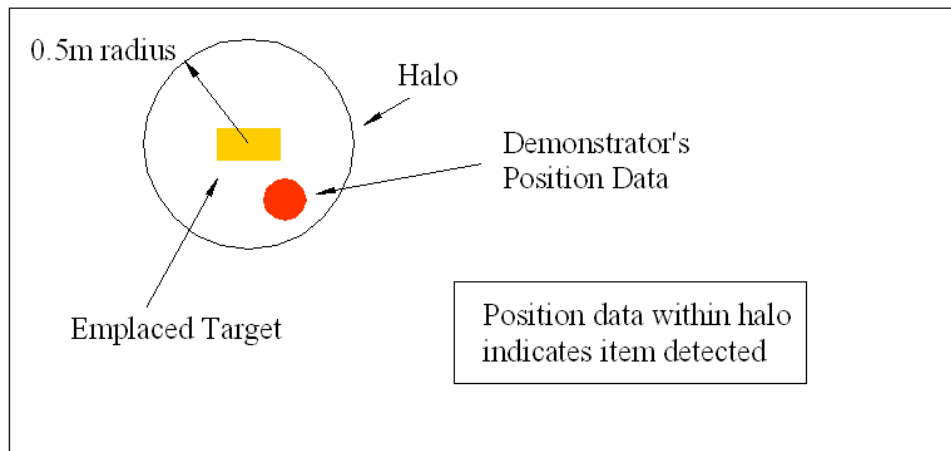 0.5m radius
Halo
Demonstrator's
Position Data
Emplaced Target
Position data within halo
indicates item detected